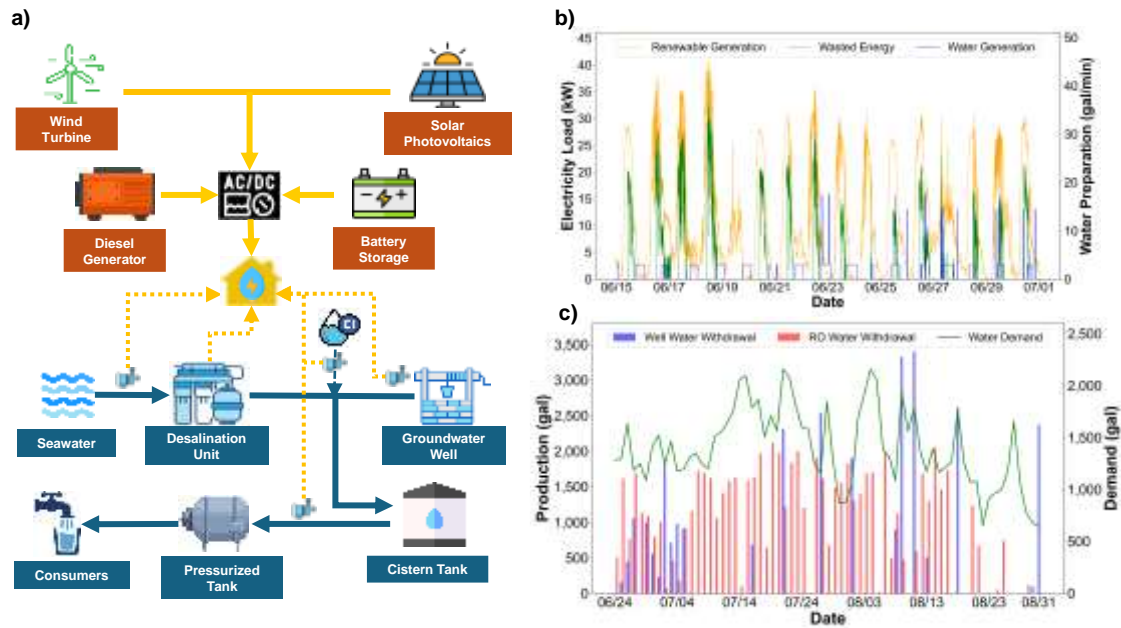 a)
Wind
Turbine
Solar
Photovoltaics
AC/DC
Diesel
Generator
Battery
Storage
Cl
Seawater
Desalination
Unit
Groundwater
Well
Consumers
Pressurized
Tank
Cistern Tank
b)
Renewable Generation
Wasted Energy
Water Generation
Electricity Load (kW)
45
40
35
30
25
20
15
10
5
0
Water Preparation (gal/min)
50
40
30
20
10
0
06/15
06/17
06/19
06/21
06/23
06/25
06/27
06/29
07/01
Date
c)
Well Water Withdrawal
RO Water Withdrawal
Water Demand
Production (gal)
3,500
3,000
2,500
2,000
1,500
1,000
500
0
Demand (gal)
2,500
2,000
1,500
1,000
500
0
06/24
07/04
07/14
07/24
08/03
08/13
08/23
08/31
Date